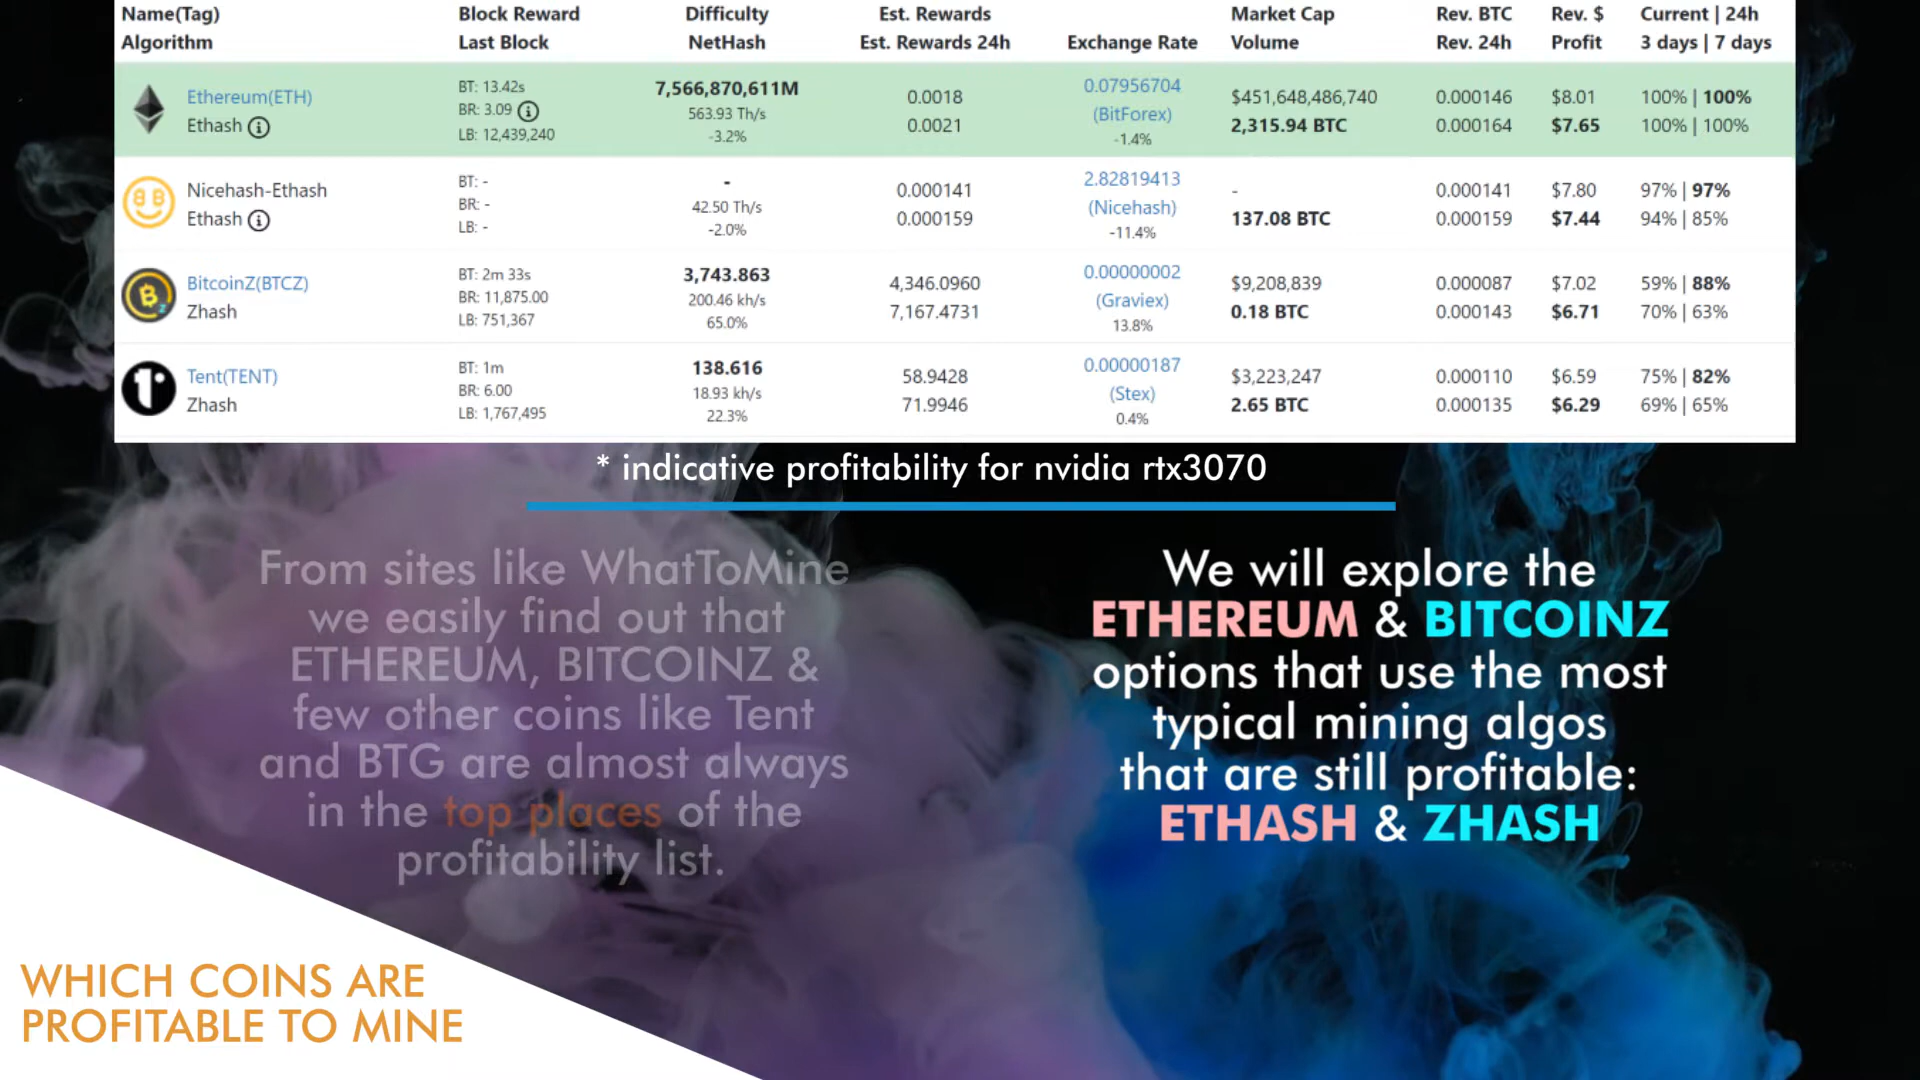 Name(Tag) Block Reward Difficulty Est. Rewards Market Cap Rev. BTC Rev. $ Current | 24h
Algorithm Last Block NetHash Est. Rewards 24h Exchange Rate Volume Rev. 24h Profit 3 days | 7 days
Ethereum(ETH)
Ethash
BT: 13.42s
BR: 3.09
LB: 12,439,240
7,566,870,611M
563.93 Th/s
-3.2%
0.0018
0.0021
0.07956704
(BitForex)
-1.4%
$451,648,486,740
2,315.94 BTC
0.000146
0.000164
$8.01
$7.65
100% | 100%
100% | 100%
Nicehash-Ethash
Ethash
BT: -
BR: -
LB: -
-
42.50 Th/s
-2.0%
0.000141
0.000159
2.82819413
(Nicehash)
-11.4%
-
137.08 BTC
0.000141
0.000159
$7.80
$7.44
97% | 97%
94% | 85%
BitcoinZ(BTCZ)
Zhash
BT: 2m 33s
BR: 11,875.00
LB: 751,367
3,743.863
200.46 kh/s
65.0%
4,346.0960
7,167.4731
0.00000002
(Graviex)
13.8%
$9,208,839
0.18 BTC
0.000087
0.000143
$7.02
$6.71
59% | 88%
70% | 63%
Tent(TENT)
Zhash
BT: 1m
BR: 6.00
LB: 1,767,495
138.616
18.93 kh/s
22.3%
58.9428
71.9946
0.00000187
(Stex)
0.4%
$3,223,247
2.65 BTC
0.000110
0.000135
$6.59
$6.29
75% | 82%
69% | 65%
* indicative profitability for nvidia rtx3070
From sites like WhatToMine
we easily find out that
ETHEREUM, BITCOINZ &
few other coins like Tent
and BTG are almost always
in the top places of the
profitability list.
We will explore the
ETHEREUM & BITCOINZ
options that use the most
typical mining algos
that are still profitable:
ETHASH & ZHASH
WHICH COINS ARE
PROFITABLE TO MINE